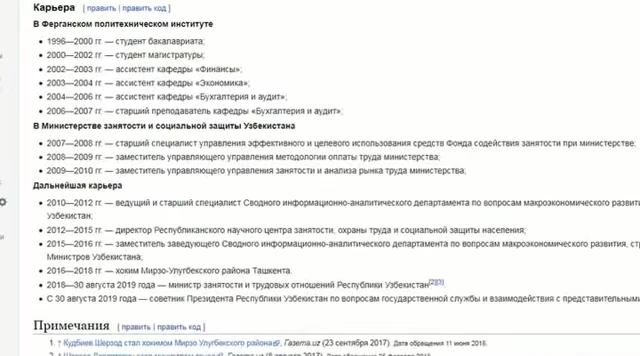 Карьера [ править | править код ]
В Ферганском политехническом институте
1996—2000 гг. — студент бакалавриата;
2000—2002 гг. — студент магистратуры;
2002—2003 гг. — ассистент кафедры «Финансы»;
2003—2004 гг. — ассистент кафедры «Экономика»;
2004—2006 гг. — ассистент кафедры «Бухгалтерия и аудит»;
2006—2007 гг. — старший преподаватель кафедры «Бухгалтерия и аудит»;
В Министерстве занятости и социальной защиты Узбекистана
2007—2008 гг. — старший специалист управления эффективного и целевого использования средств Фонда содействия занятости при министерстве;
2008—2009 гг. — заместитель управляющего управления методологии оплаты труда министерства;
2009—2010 гг. — заместитель управляющего управления занятости и анализа рынка труда министерства;
Дальнейшая карьера
2010—2012 гг. — ведущий и старший специалист Сводного информационно-аналитического департамента по вопросам макроэкономического разви
Узбекистан;
2012—2015 гг. — директор Республиканского научного центра занятости, охраны труда и социальной защиты населения;
2015—2016 гг. — заместитель заведующего Сводного информационно-аналитического департамента по вопросам макроэкономического развития, ст
Министров Узбекистана;
2016—2018 гг. — хоким Мирзо-Улугбекского района Ташкента.
2018—30 августа 2019 года — министр занятости и трудовых отношений Республики Узбекистан[2][3]
С 30 августа 2019 года — советник Президента Республики Узбекистан по вопросам государственной службы и взаимодействия с представительными
Примечания [ править | править код ]
1. ↑ Кудбиев Шерзод стал хокимом Мирзо Улугбекского района, Gazeta.uz (23 сентября 2017). Дата обращения 11 июня 2018.